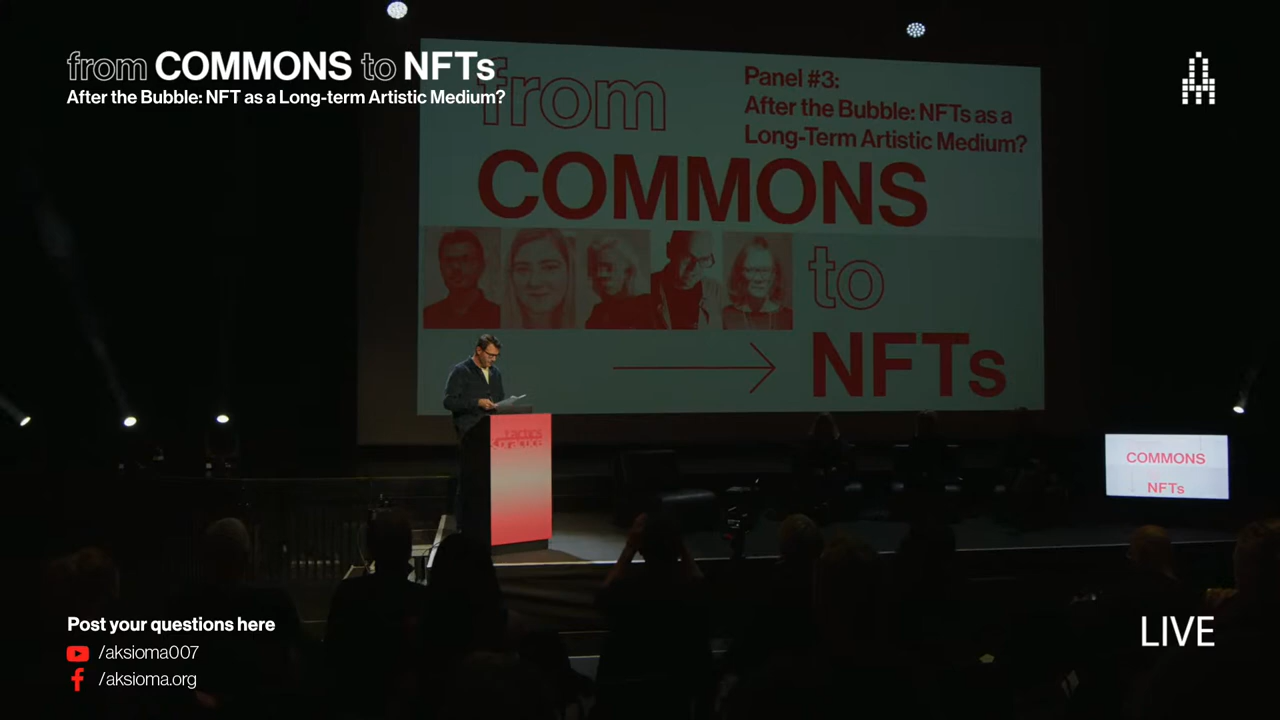 from COMMONS to NFTs
After the Bubble: NFT as a Long-term Artistic Medium?
from
Panel #3:
After the Bubble: NFTs as a
Long-Term Artistic Medium?
COMMONS
to
NFTs
tactics
COMMONS
NFTs
Post your questions here
/aksioma007
/aksioma.org
LIVE